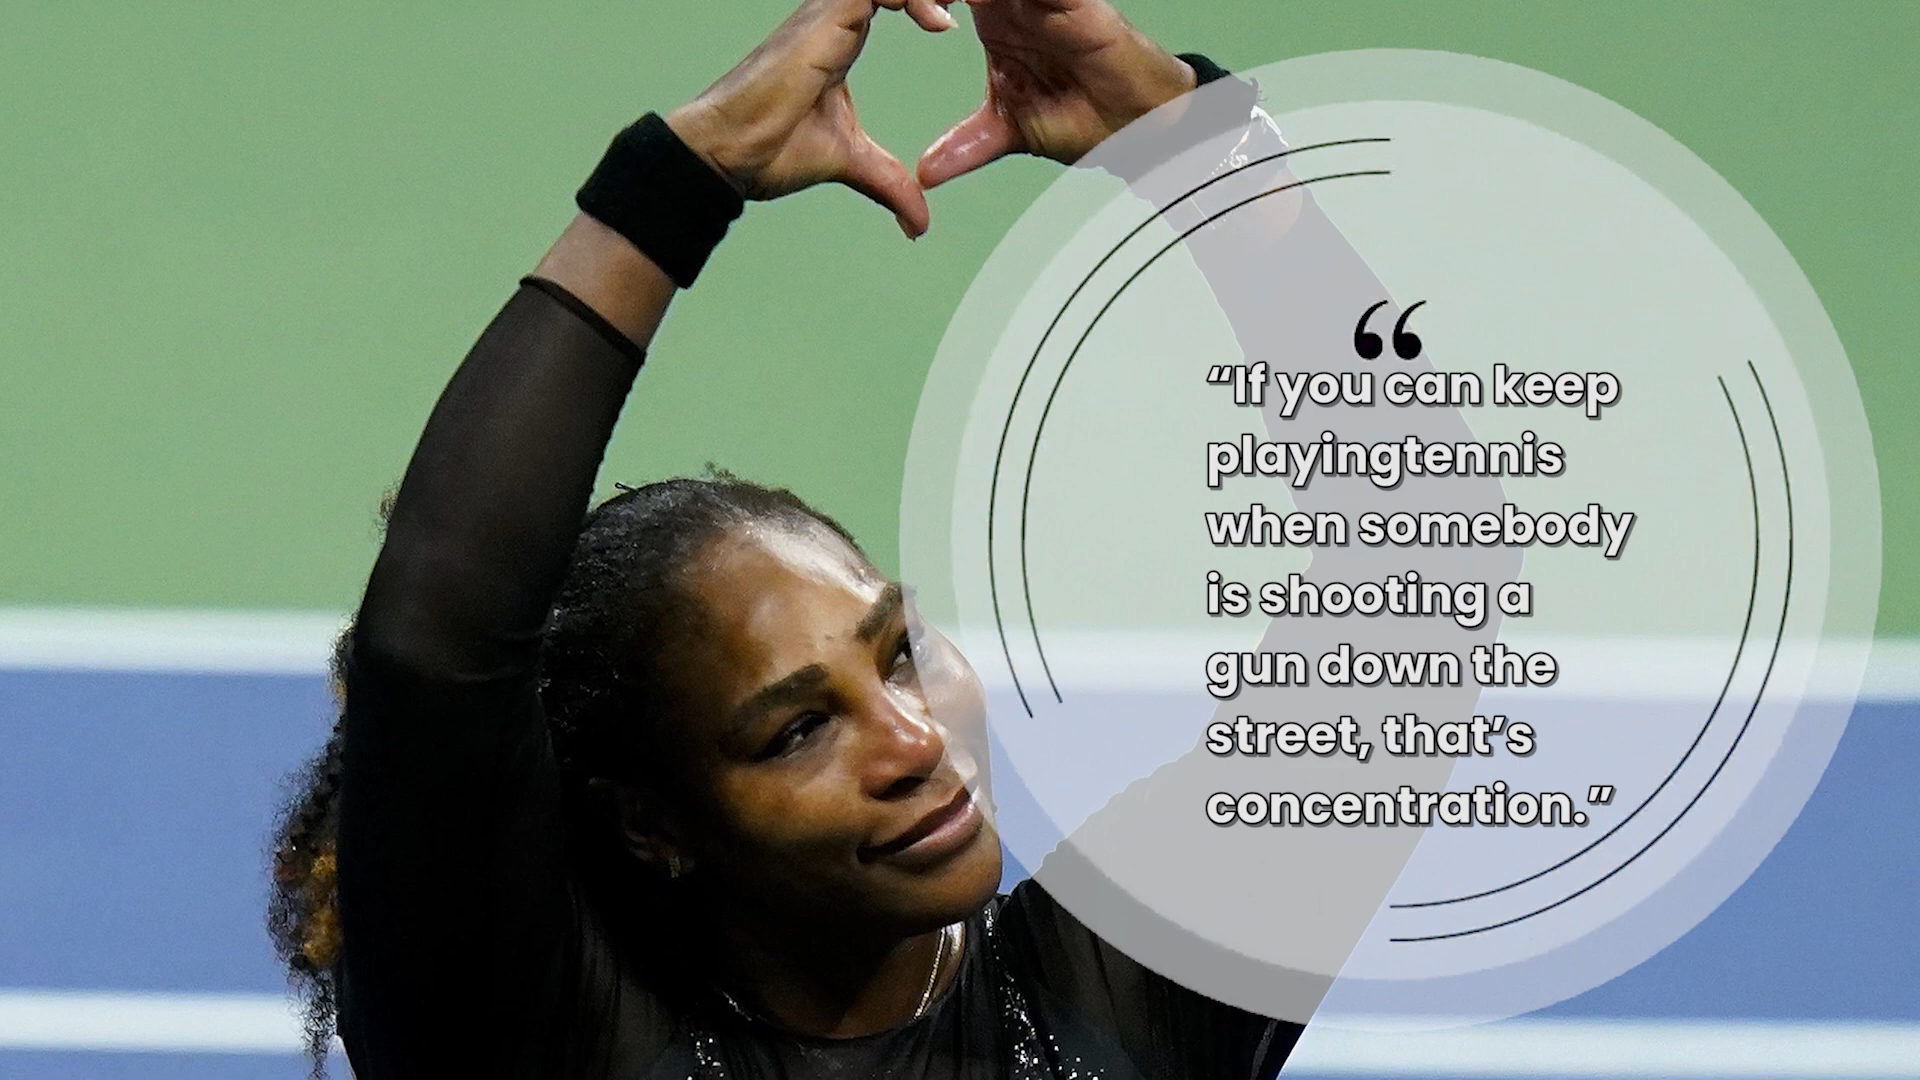 “
“If you can keep
playingtennis
when somebody
is shooting a
gun down the
street, that’s
concentration.”